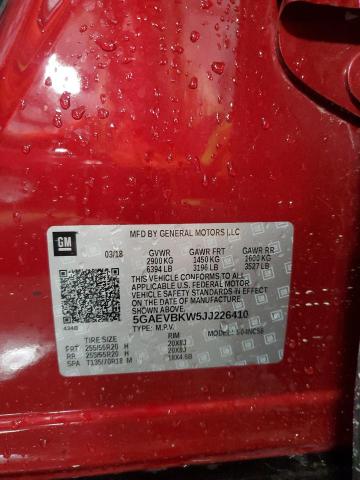 GM
MFD BY GENERAL MOTORS LLC
03/18 GVWR GAWR FRT GAWR RR
2900 KG 1450 KG 1600 KG
6394 LB 3196 LB 3527 LB
THIS VEHICLE CONFORMS TO ALL
APPLICABLE U.S. FEDERAL MOTOR
VEHICLE SAFETY STANDARDS IN EFFECT
ON THE DATE OF MANUFACTURE
SHOWN ABOVE.
5GAEVBKW5JJ226410
TYPE: M.P.V.
TIRE SIZE RIM
FRT 255/55R20 H 20X8J
RR 255/55R20 H 20X8J
SPA T135/70R18 M 18X4.5B